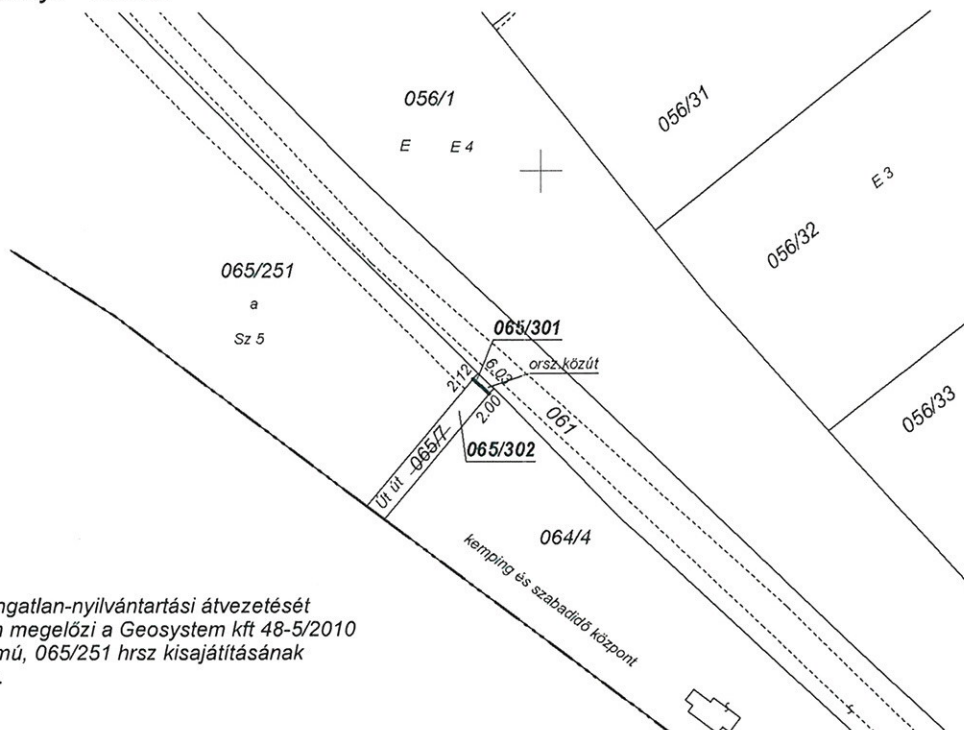 056/1
E E 4
056/31
E 3
056/32
056/33
065/251
a
Sz 5
065/301
orsz.közút
2.12
6.03
2.00
061
065/302
Út út 065/7
064/4
kemping és szabadidő központ
ngatlan-nyilvántartási átvezetését
megelőzi a Geosystem kft 48-5/2010
mú, 065/251 hrsz kisajátításának